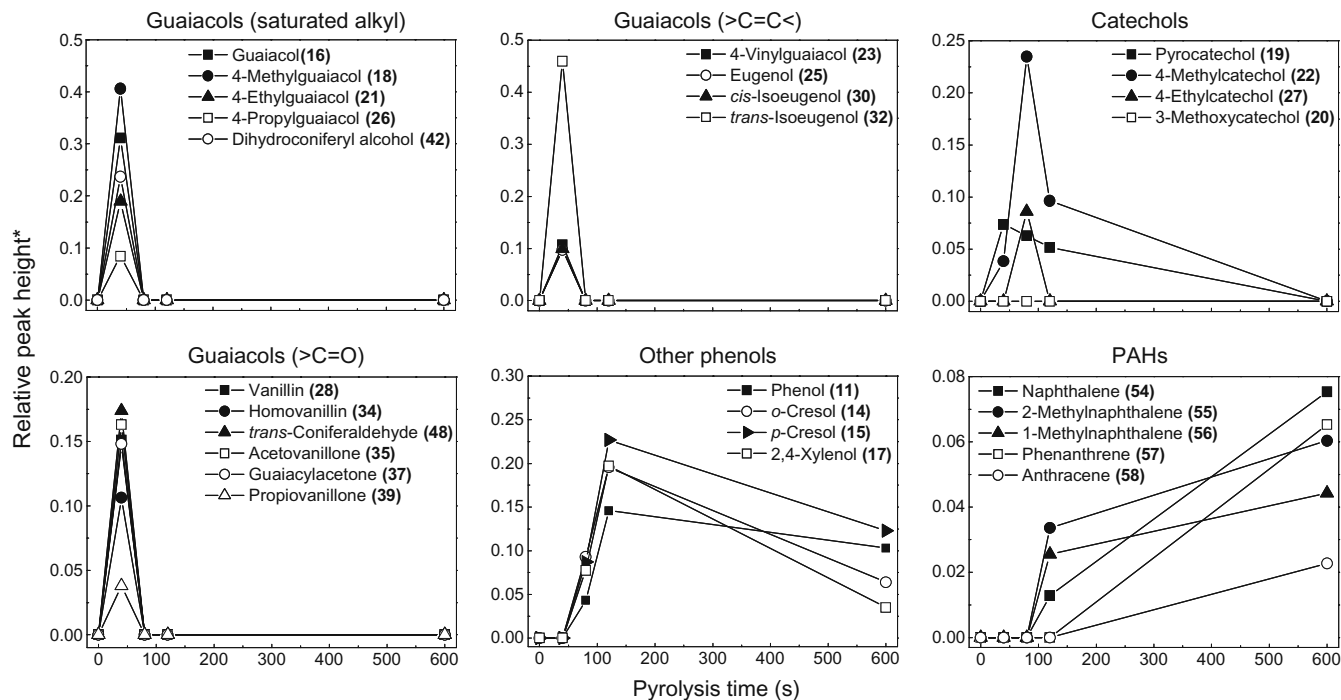 Guaiacols (saturated alkyl)
0.5
0.4
0.3
0.2
0.1
0.0
Guaiacol(16)
4-Methylguaiacol (18)
4-Ethylguaiacol (21)
4-Propylguaiacol (26)
Dihydroconiferyl alcohol (42)
Guaiacols (>C=C<)
0.5
0.4
0.3
0.2
0.1
0.0
4-Vinylguaiacol (23)
Eugenol (25)
cis-Isoeugenol (30)
trans-Isoeugenol (32)
Catechols
0.25
0.20
0.15
0.10
0.05
0.00
Pyrocatechol (19)
4-Methylcatechol (22)
4-Ethylcatechol (27)
3-Methoxycatechol (20)
Relative peak height*
Guaiacols (>C=O)
0.20
0.15
0.10
0.05
0.00
Vanillin (28)
Homovanillin (34)
trans-Coniferaldehyde (48)
Acetovanillone (35)
Guaiacylacetone (37)
Propiovanillone (39)
0 100 200 300 400 500 600
Other phenols
0.30
0.25
0.20
0.15
0.10
0.05
0.00
Phenol (11)
o-Cresol (14)
p-Cresol (15)
2,4-Xylenol (17)
0 100 200 300 400 500 600
PAHs
0.08
0.06
0.04
0.02
0.00
Naphthalene (54)
2-Methylnaphthalene (55)
1-Methylnaphthalene (56)
Phenanthrene (57)
Anthracene (58)
0 100 200 300 400 500 600
Pyrolysis time (s)